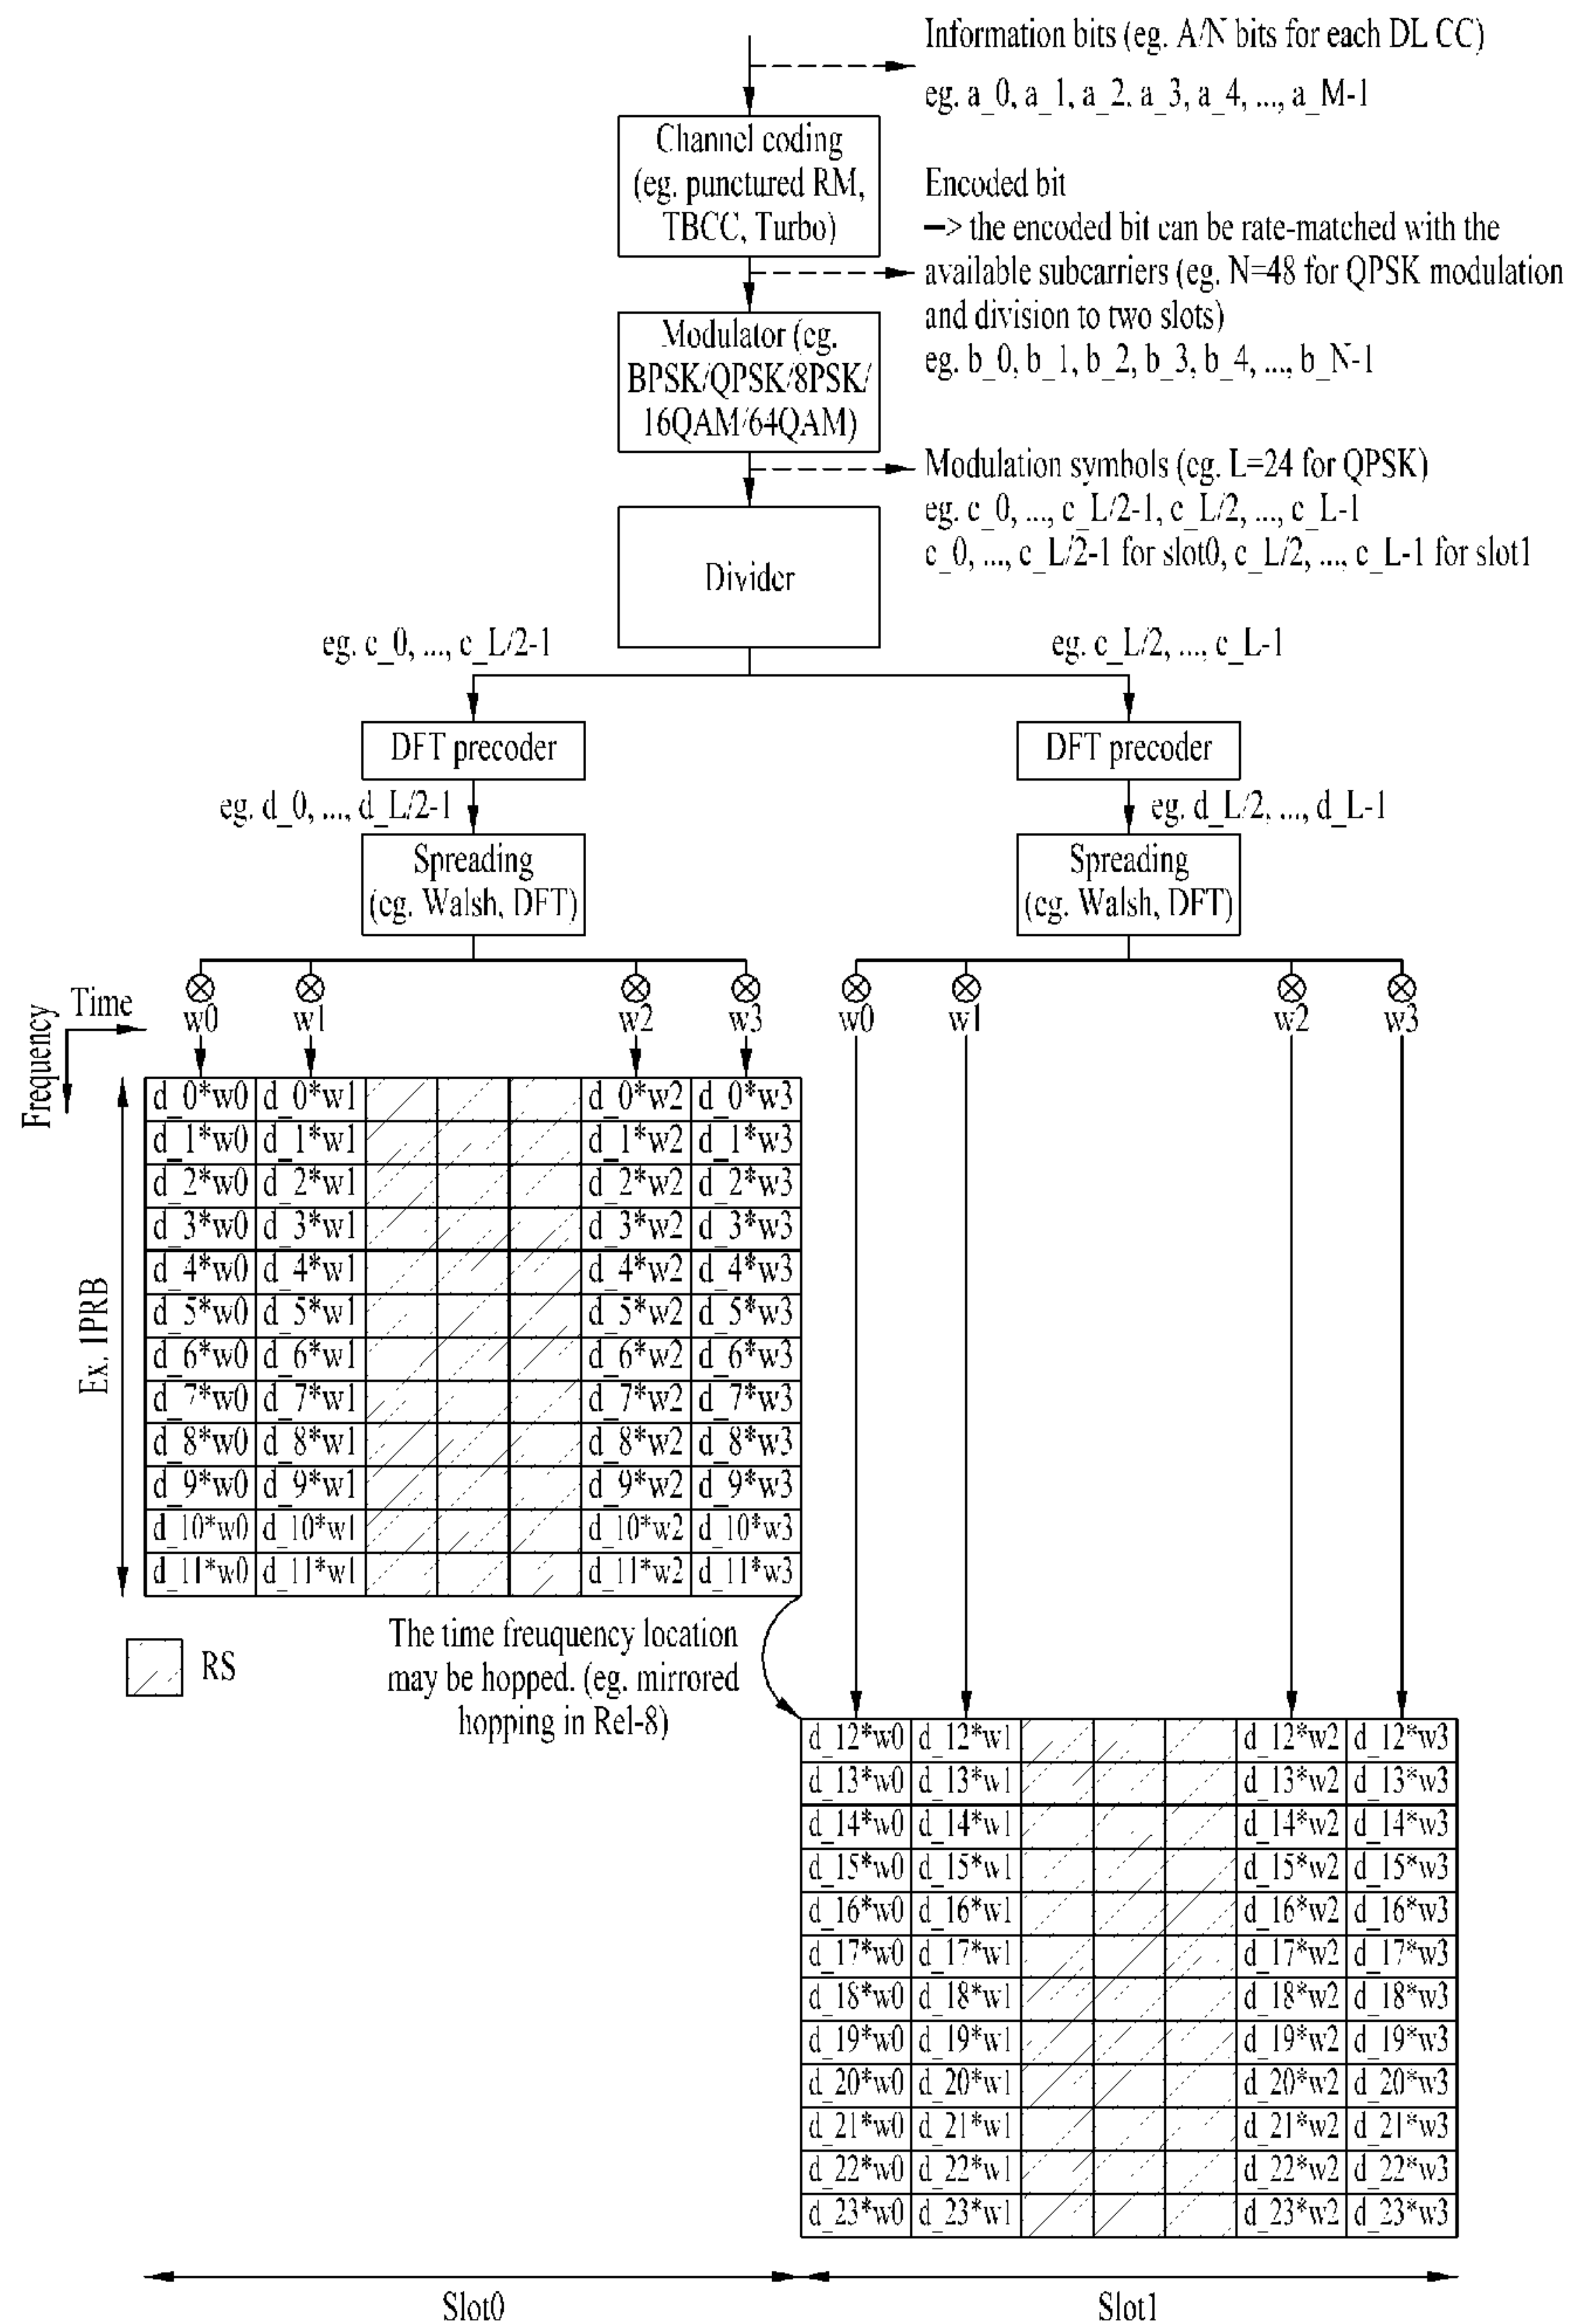 Information bits (eg. A/N bits for each DL CC)
eg. a_0, a_1, a_2, a_3, a_4, ..., a_M-1
Channel coding
(eg. punctured RM,
TBCC, Turbo)
Encoded bit
–> the encoded bit can be rate-matched with the
available subcarriers (eg. N=48 for QPSK modulation
and division to two slots)
eg. b_0, b_1, b_2, b_3, b_4, ..., b_N-1
Modulator (eg.
BPSK/QPSK/8PSK/
16QAM/64QAM)
Modulation symbols (eg. L=24 for QPSK)
eg. c_0, ..., c_L/2-1, c_L/2, ..., c_L-1
c_0, ..., c_L/2-1 for slot0, c_L/2, ..., c_L-1 for slot1
Divider
eg. c_0, ..., c_L/2-1
eg. c_L/2, ..., c_L-1
DFT precoder
DFT precoder
eg. d_0, ..., d_L/2-1
eg. d_L/2, ..., d_L-1
Spreading
(eg. Walsh, DFT)
Spreading
(eg. Walsh, DFT)
Time
Frequency
w0 w1 w2 w3 w0 w1 w2 w3
Ex. 1PRB
d_0*w0 d_0*w1 d_0*w2 d_0*w3
d_1*w0 d_1*w1 d_1*w2 d_1*w3
d_2*w0 d_2*w1 d_2*w2 d_2*w3
d_3*w0 d_3*w1 d_3*w2 d_3*w3
d_4*w0 d_4*w1 d_4*w2 d_4*w3
d_5*w0 d_5*w1 d_5*w2 d_5*w3
d_6*w0 d_6*w1 d_6*w2 d_6*w3
d_7*w0 d_7*w1 d_7*w2 d_7*w3
d_8*w0 d_8*w1 d_8*w2 d_8*w3
d_9*w0 d_9*w1 d_9*w2 d_9*w3
d_10*w0 d_10*w1 d_10*w2 d_10*w3
d_11*w0 d_11*w1 d_11*w2 d_11*w3
RS
The time freuquency location
may be hopped. (eg. mirrored
hopping in Rel-8)
d_12*w0 d_12*w1 d_12*w2 d_12*w3
d_13*w0 d_13*w1 d_13*w2 d_13*w3
d_14*w0 d_14*w1 d_14*w2 d_14*w3
d_15*w0 d_15*w1 d_15*w2 d_15*w3
d_16*w0 d_16*w1 d_16*w2 d_16*w3
d_17*w0 d_17*w1 d_17*w2 d_17*w3
d_18*w0 d_18*w1 d_18*w2 d_18*w3
d_19*w0 d_19*w1 d_19*w2 d_19*w3
d_20*w0 d_20*w1 d_20*w2 d_20*w3
d_21*w0 d_21*w1 d_21*w2 d_21*w3
d_22*w0 d_22*w1 d_22*w2 d_22*w3
d_23*w0 d_23*w1 d_23*w2 d_23*w3
Slot0
Slot1